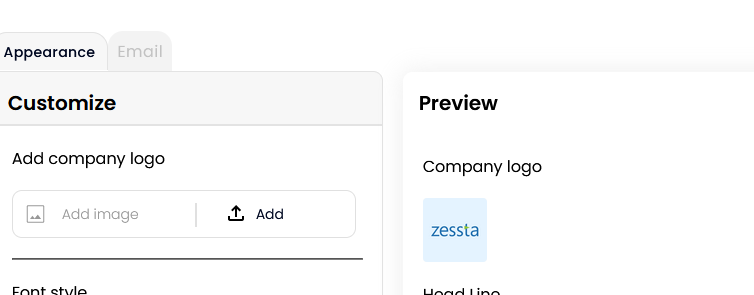 Appearance
Email
Customize
Add company logo
Add image
Add
Font style
Preview
Company logo
zessta
Head Line